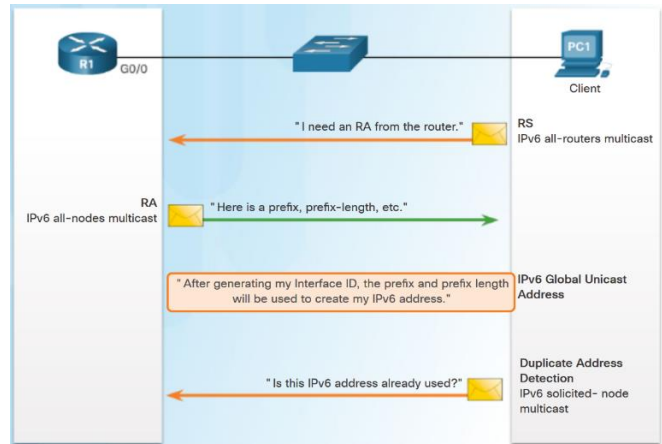 R1
G0/0
PC1
Client
"I need an RA from the router."
RS
IPv6 all-routers multicast
RA
IPv6 all-nodes multicast
"Here is a prefix, prefix-length, etc."
"After generating my Interface ID, the prefix and prefix length
will be used to create my IPv6 address."
IPv6 Global Unicast
Address
"Is this IPv6 address already used?"
Duplicate Address
Detection
IPv6 solicited- node
multicast